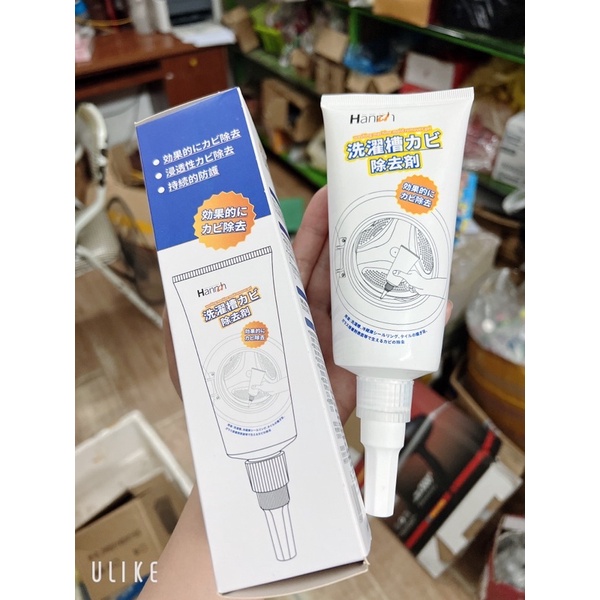 ● 効果的にカビ除去
● 浸透性カビ除去
● 持続的防護
効果的に
カビ除去
Hanich
洗濯槽カビ
除去剤
効果的に
カビ除去
Hanich
洗濯槽カビ
除去剤
効果的に
カビ除去
ULIKE